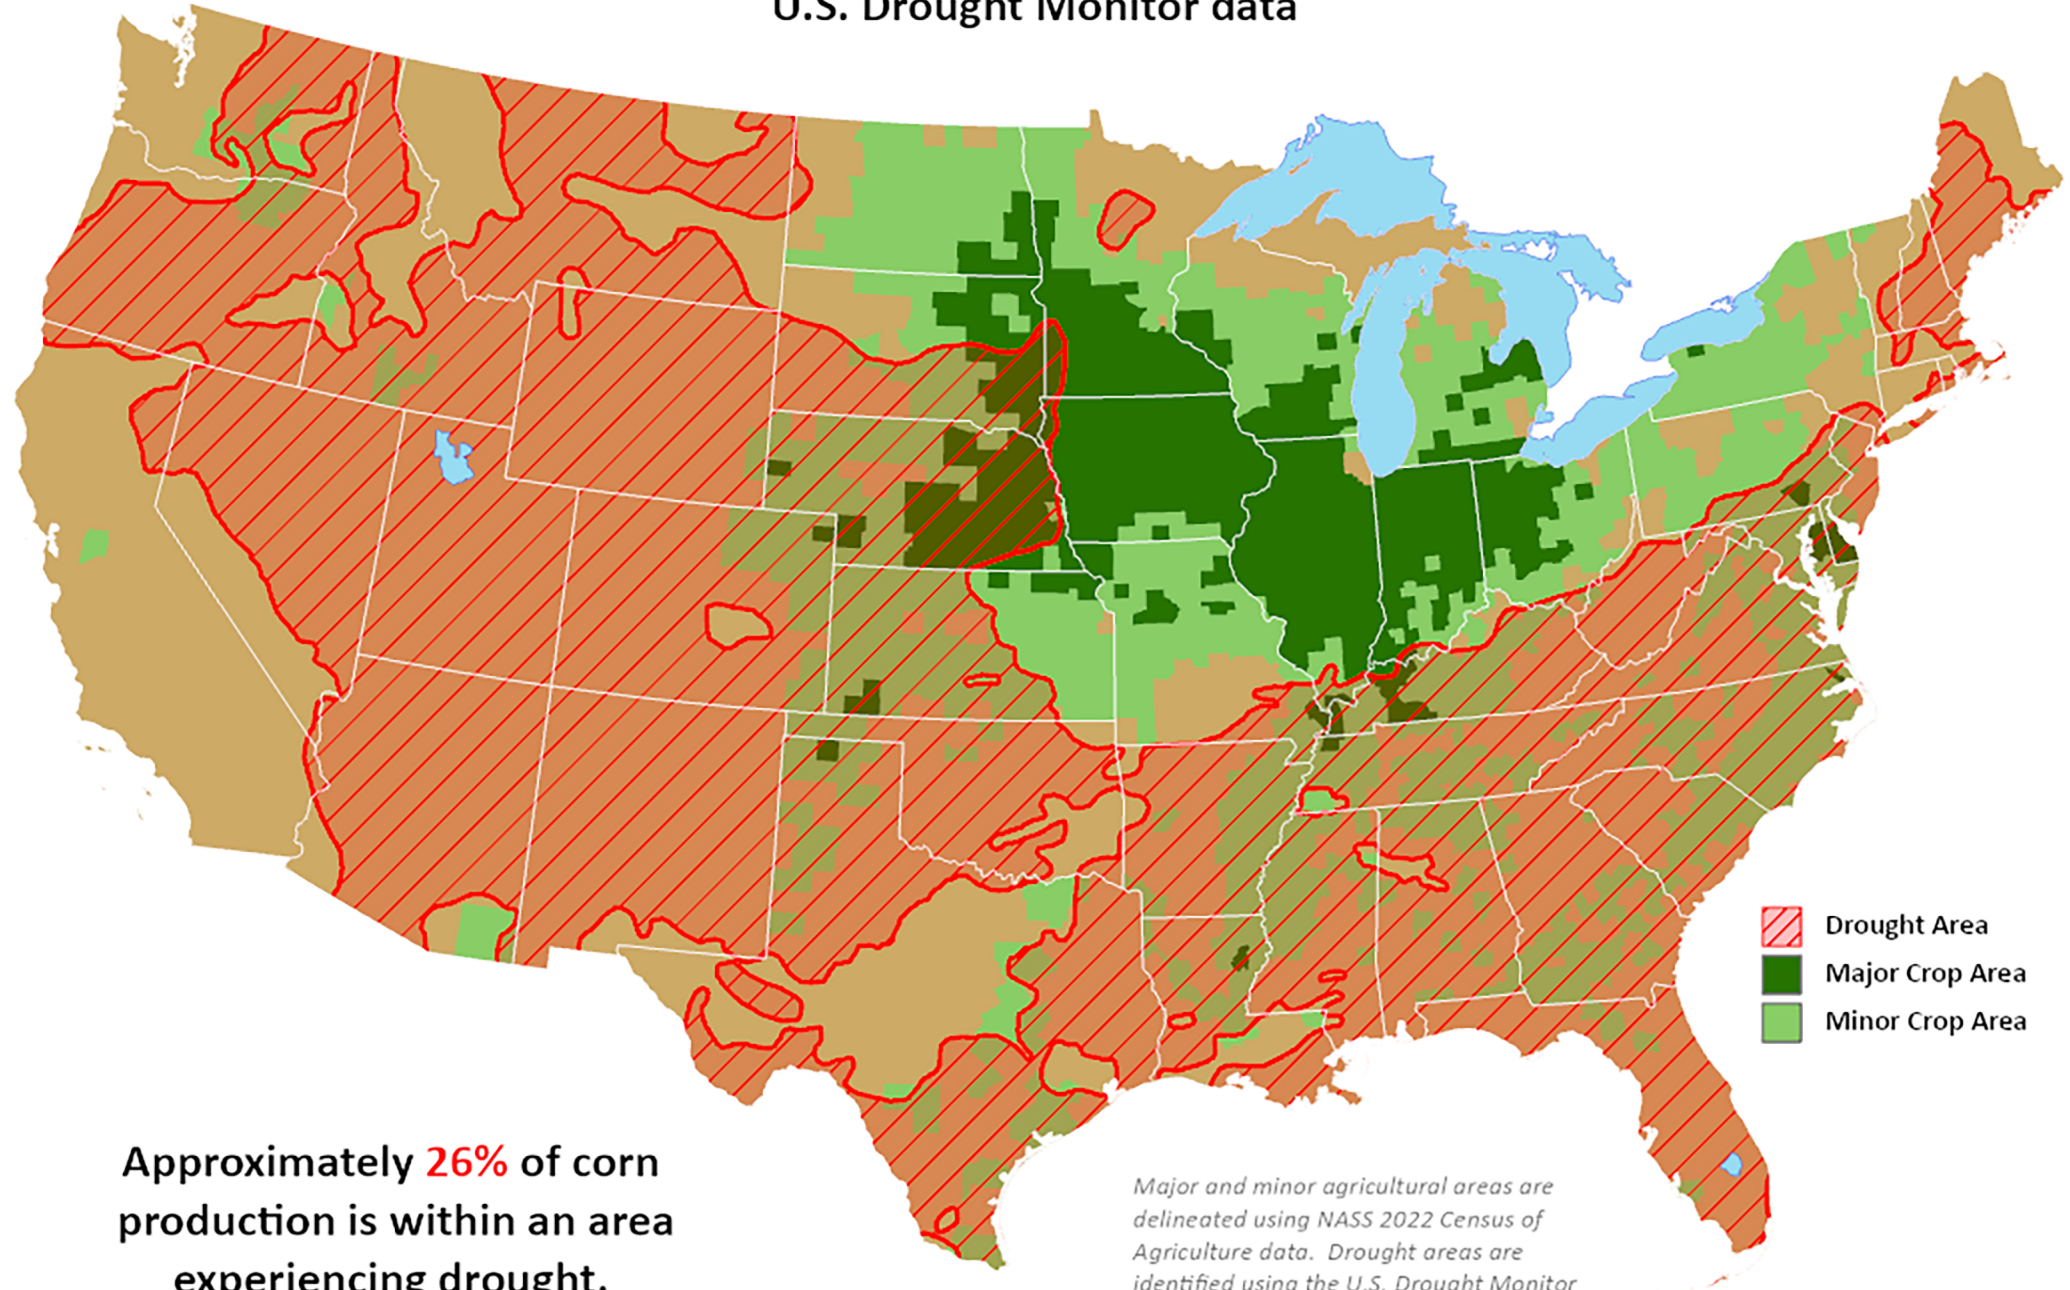 U.S. Drought Monitor data
Drought Area
Major Crop Area
Minor Crop Area
Approximately 26% of corn
production is within an area
experiencing drought.
Major and minor agricultural areas are
delineated using NASS 2022 Census of
Agriculture data. Drought areas are
identified using the U.S. Drought Monitor